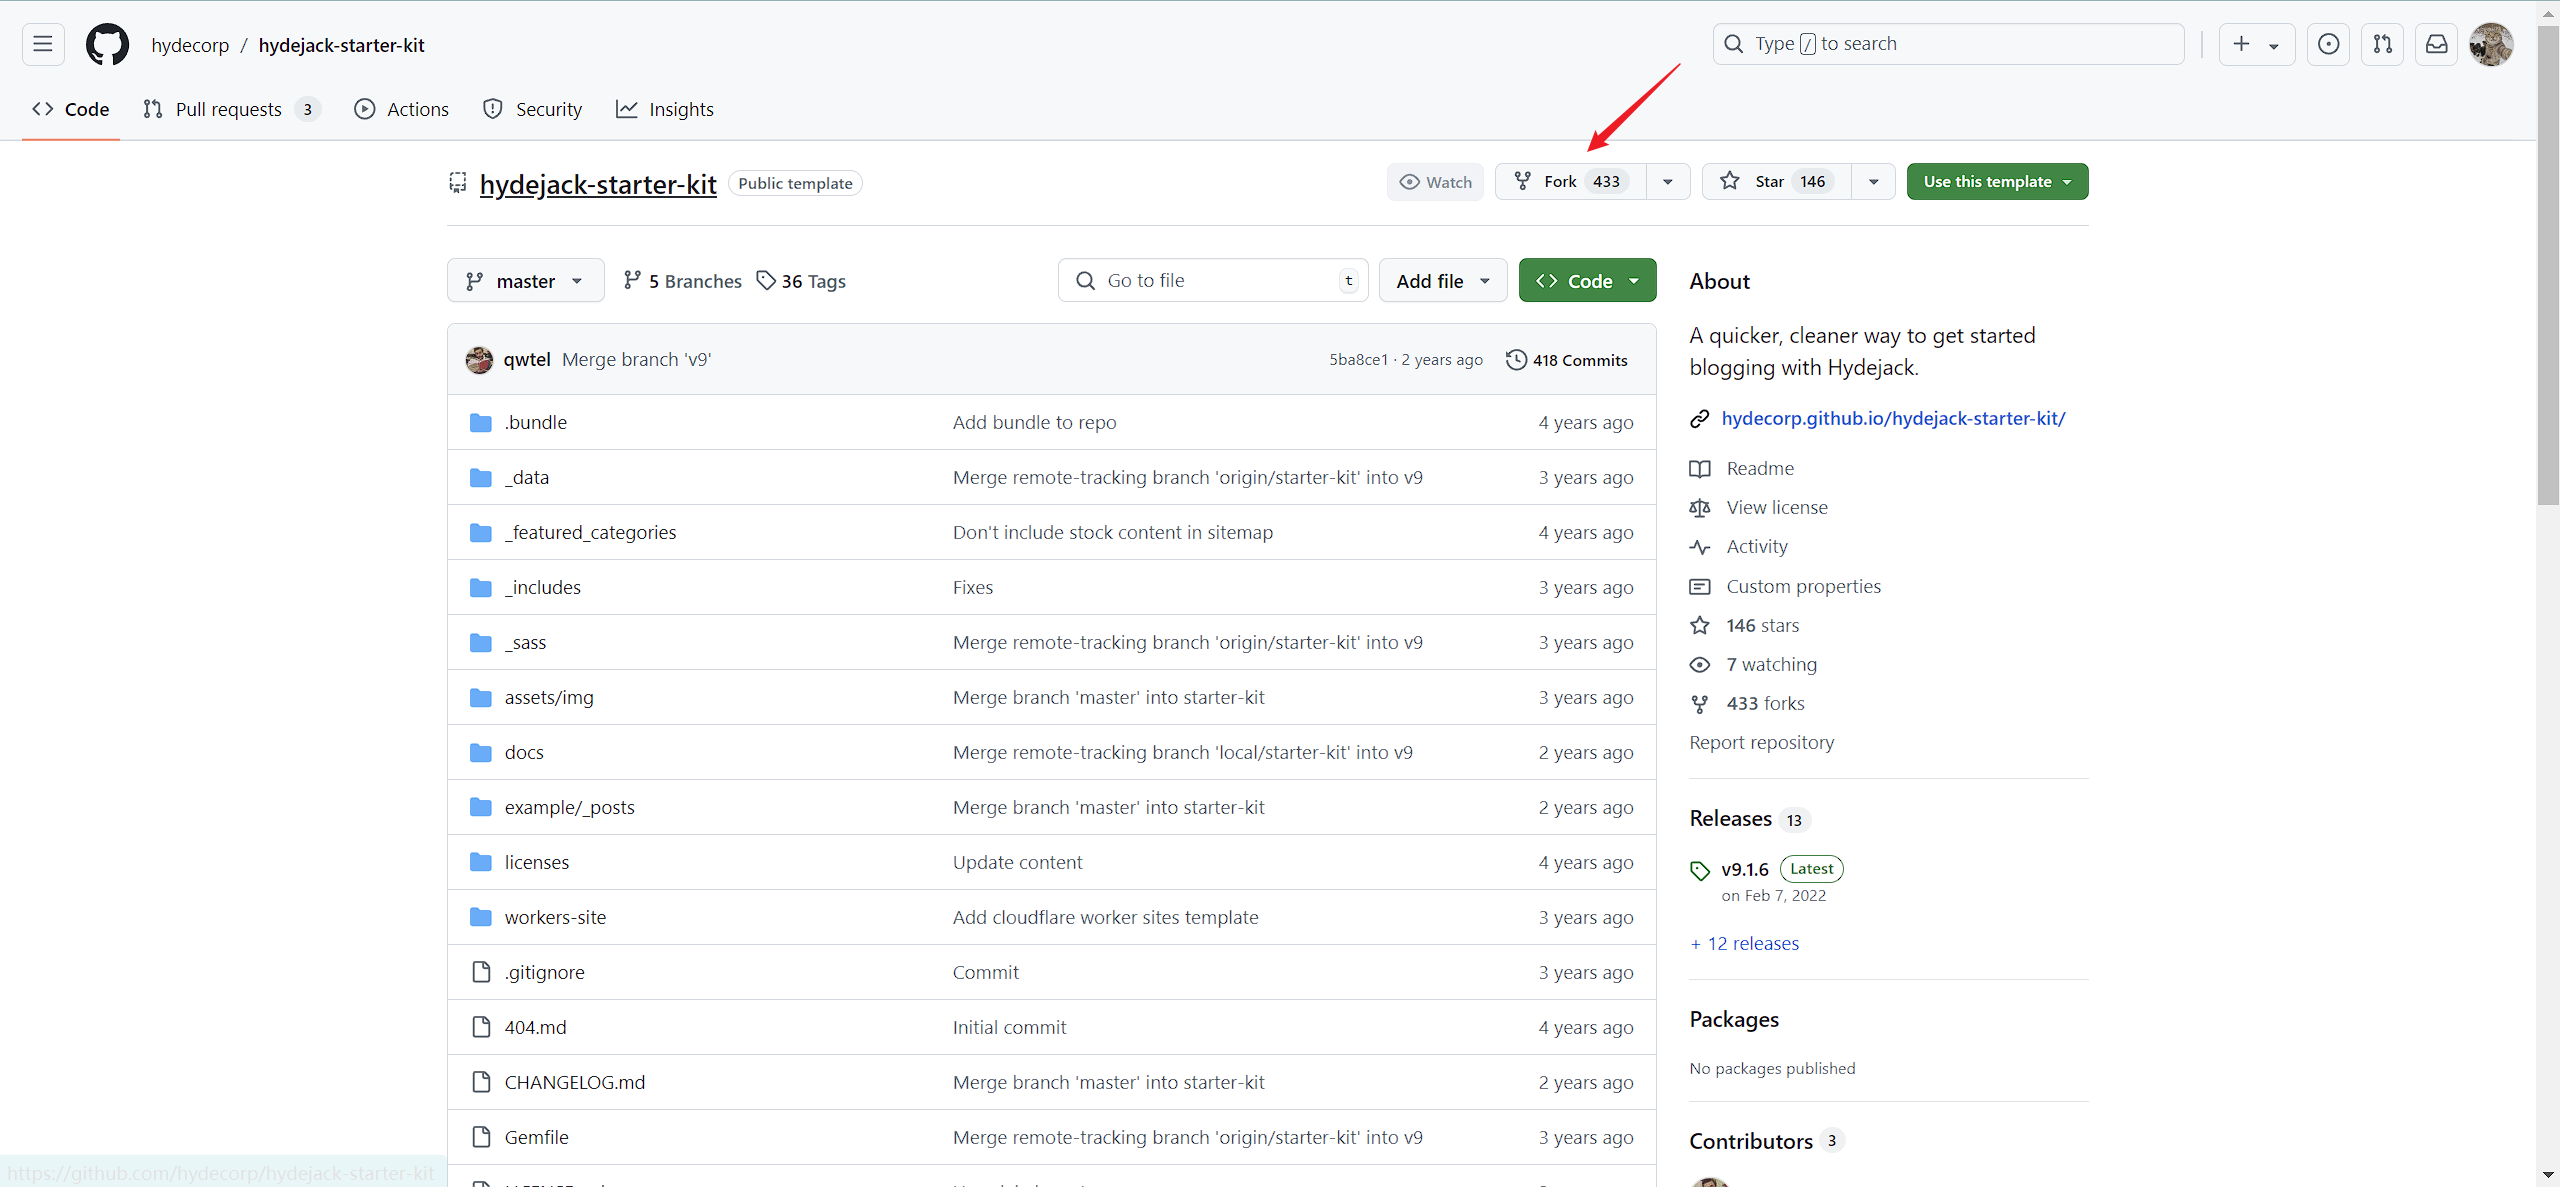 hydecorp / hydejack-starter-kit
Type / to search
Code
Pull requests 3
Actions
Security
Insights
hydejack-starter-kit Public template
Watch
Fork 433
Star 146
Use this template
master
5 Branches
36 Tags
Go to file t
Add file
Code
qwtel Merge branch 'v9' 5ba8ce1 · 2 years ago 418 Commits
.bundle Add bundle to repo 4 years ago
_data Merge remote-tracking branch 'origin/starter-kit' into v9 3 years ago
_featured_categories Don't include stock content in sitemap 4 years ago
_includes Fixes 3 years ago
_sass Merge remote-tracking branch 'origin/starter-kit' into v9 3 years ago
assets/img Merge branch 'master' into starter-kit 3 years ago
docs Merge remote-tracking branch 'local/starter-kit' into v9 2 years ago
example/_posts Merge branch 'master' into starter-kit 2 years ago
licenses Update content 4 years ago
workers-site Add cloudflare worker sites template 3 years ago
.gitignore Commit 3 years ago
404.md Initial commit 4 years ago
CHANGELOG.md Merge branch 'master' into starter-kit 2 years ago
Gemfile Merge remote-tracking branch 'origin/starter-kit' into v9 3 years ago
About
A quicker, cleaner way to get started
blogging with Hydejack.
hydecorp.github.io/hydejack-starter-kit/
Readme
View license
Activity
Custom properties
146 stars
7 watching
433 forks
Report repository
Releases 13
v9.1.6 Latest
on Feb 7, 2022
+ 12 releases
Packages
No packages published
Contributors 3
https://github.com/hydecorp/hydejack-starter-kit